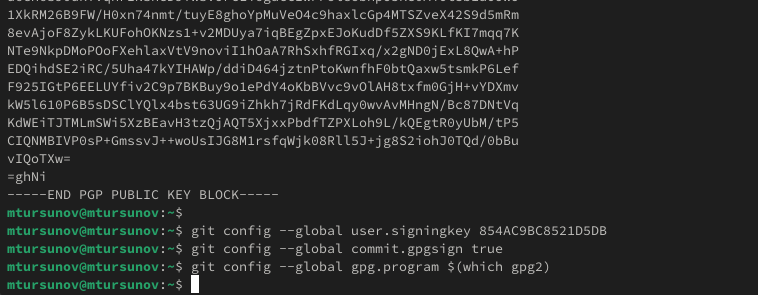 1XkRM26B9FW/H0xn74nmt/tuyE8ghoYpMuVeO4c9haxlcGp4MTSZveX42S9d5mRm
8evAjoF8ZykLKUFohOKNzs1+v2MDUya7iqBEgZpxEJoKudDf5ZXS9KLfKI7mqq7K
NTe9NkpDMoPOoFXehlaxVtV9noviI1hOaA7RhSxhfRGIxq/x2gND0jExL8QwA+hP
EDQihdSE2iRC/5Uha47kYIHAWp/ddiD464jztnPtoKwnfhF0btQaxw5tsmkP6Lef
F925IGtP6EELUYfiv2C9p7BKBuy9o1ePdY4oKbBVvc9vOlAH8txfm0GjH+vYDXmv
kW5l610P6B5sDSClYQlx4bst63UG9iZhkh7jRdFKdLqy0wvAvMHngN/Bc87DNtVq
KdWEiTJTMLmSWi5XzBEavH3tzQjAQT5XjxxPbdfTZPXLoh9L/kQEgtR0yUbM/tP5
CIQNMBIVP0sP+GmssvJ++woUsIJG8M1rsfqWjk08Rll5J+jg8S2iohJ0TQd/0bBu
vIQoTXw=
=ghNi
-----END PGP PUBLIC KEY BLOCK-----
mtursunov@mtursunov:~$
mtursunov@mtursunov:~$ git config --global user.signingkey 854AC9BC8521D5DB
mtursunov@mtursunov:~$ git config --global commit.gpgsign true
mtursunov@mtursunov:~$ git config --global gpg.program $(which gpg2)
mtursunov@mtursunov:~$